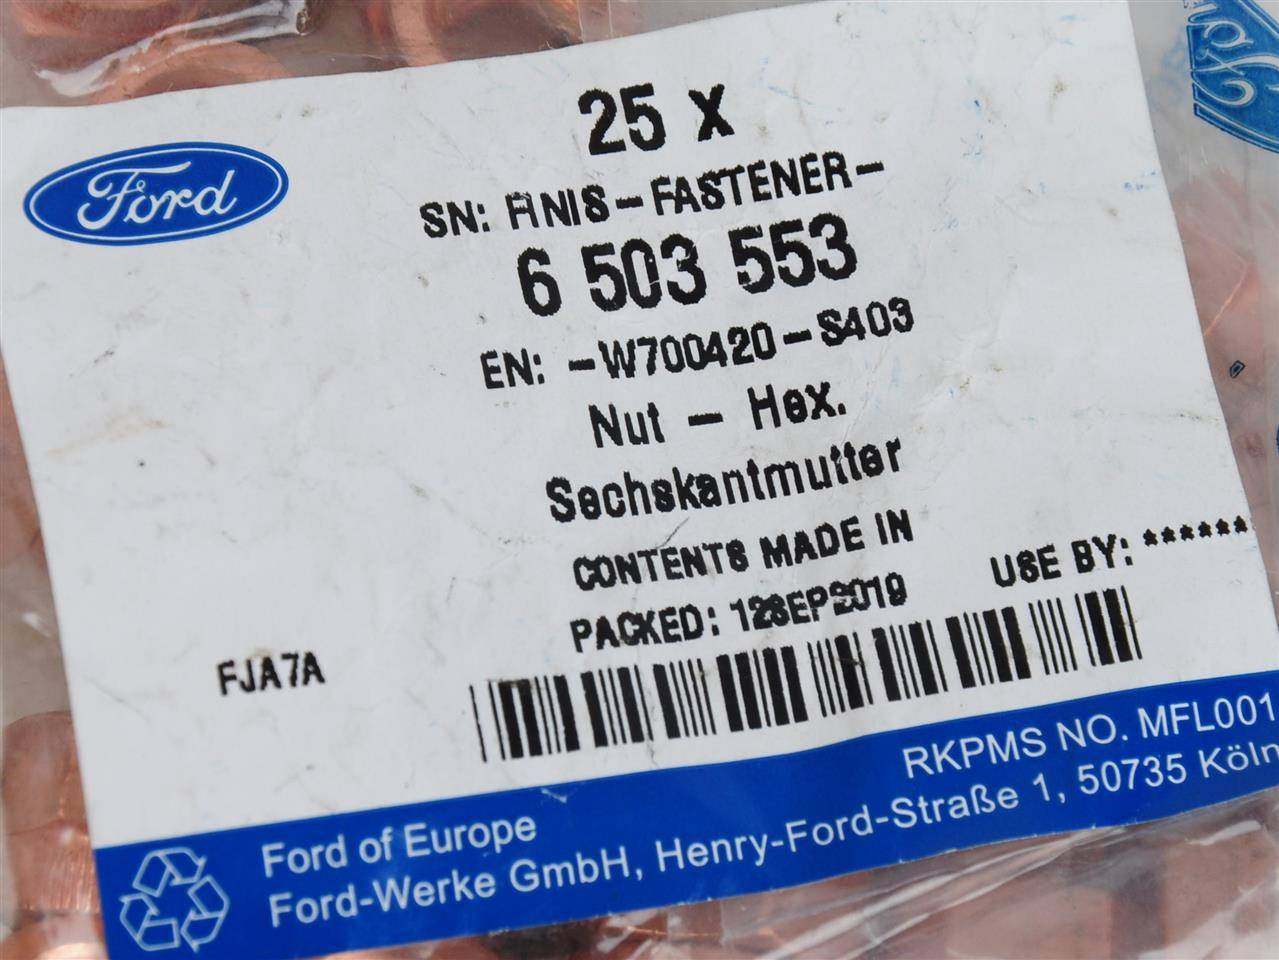 Ford
25 x
SN: FINIS-FASTENER-
6 503 553
EN: -W700420-S403
Nut - Hex.
Sechskantmutter
CONTENTS MADE IN
PACKED: 12SEP2019
USE BY: ******
FJA7A
RKPMS NO. MFL001
Ford of Europe
Ford-Werke GmbH, Henry-Ford-Straße 1, 50735 Köln